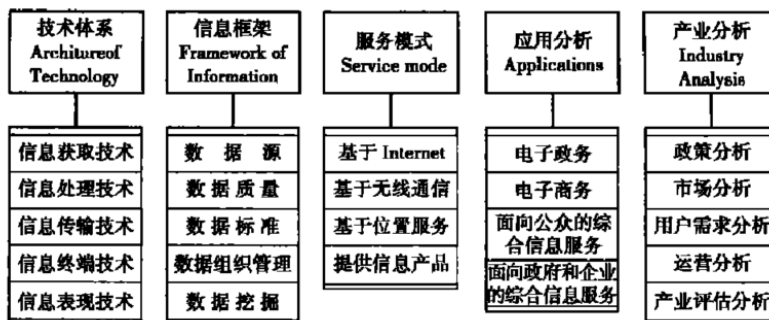 技术体系
Architureof
Technology
信息获取技术
信息处理技术
信息传输技术
信息终端技术
信息表现技术
信息框架
Framework of
Information
数据源
数据质量
数据标准
数据组织管理
数据挖掘
服务模式
Service mode
基于 Internet
基于无线通信
基于位置服务
提供信息产品
应用分析
Applications
电子政务
电子商务
面向公众的综
合信息服务
面向政府和企业
的综合信息服务
产业分析
Industry
Analysis
政策分析
市场分析
用户需求分析
运营分析
产业评估分析